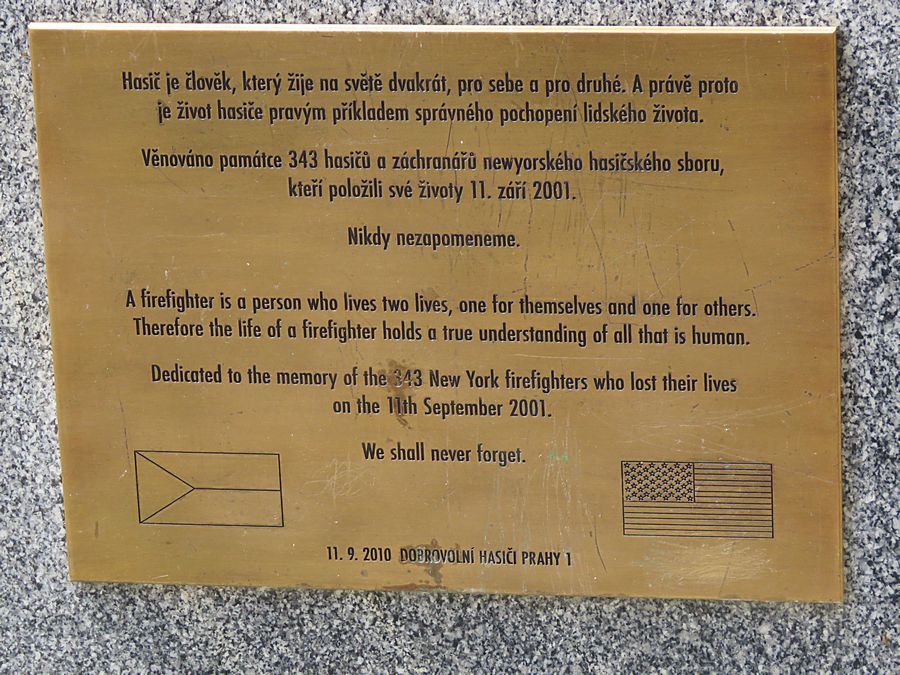 Hasič je člověk, který žije na světě dvakrát, pro sebe a pro druhé. A právě proto
je život hasiče pravým příkladem správného pochopení lidského života.
Věnováno památce 343 hasičů a záchranářů newyorského hasičského sboru,
kteří položili své životy 11. září 2001.
Nikdy nezapomeneme.
A firefighter is a person who lives two lives, one for themselves and one for others.
Therefore the life of a firefighter holds a true understanding of all that is human.
Dedicated to the memory of the 343 New York firefighters who lost their lives
on the 11th September 2001.
We shall never forget.
11. 9. 2010 DOBROVOLNÍ HASIČI PRAHY 1